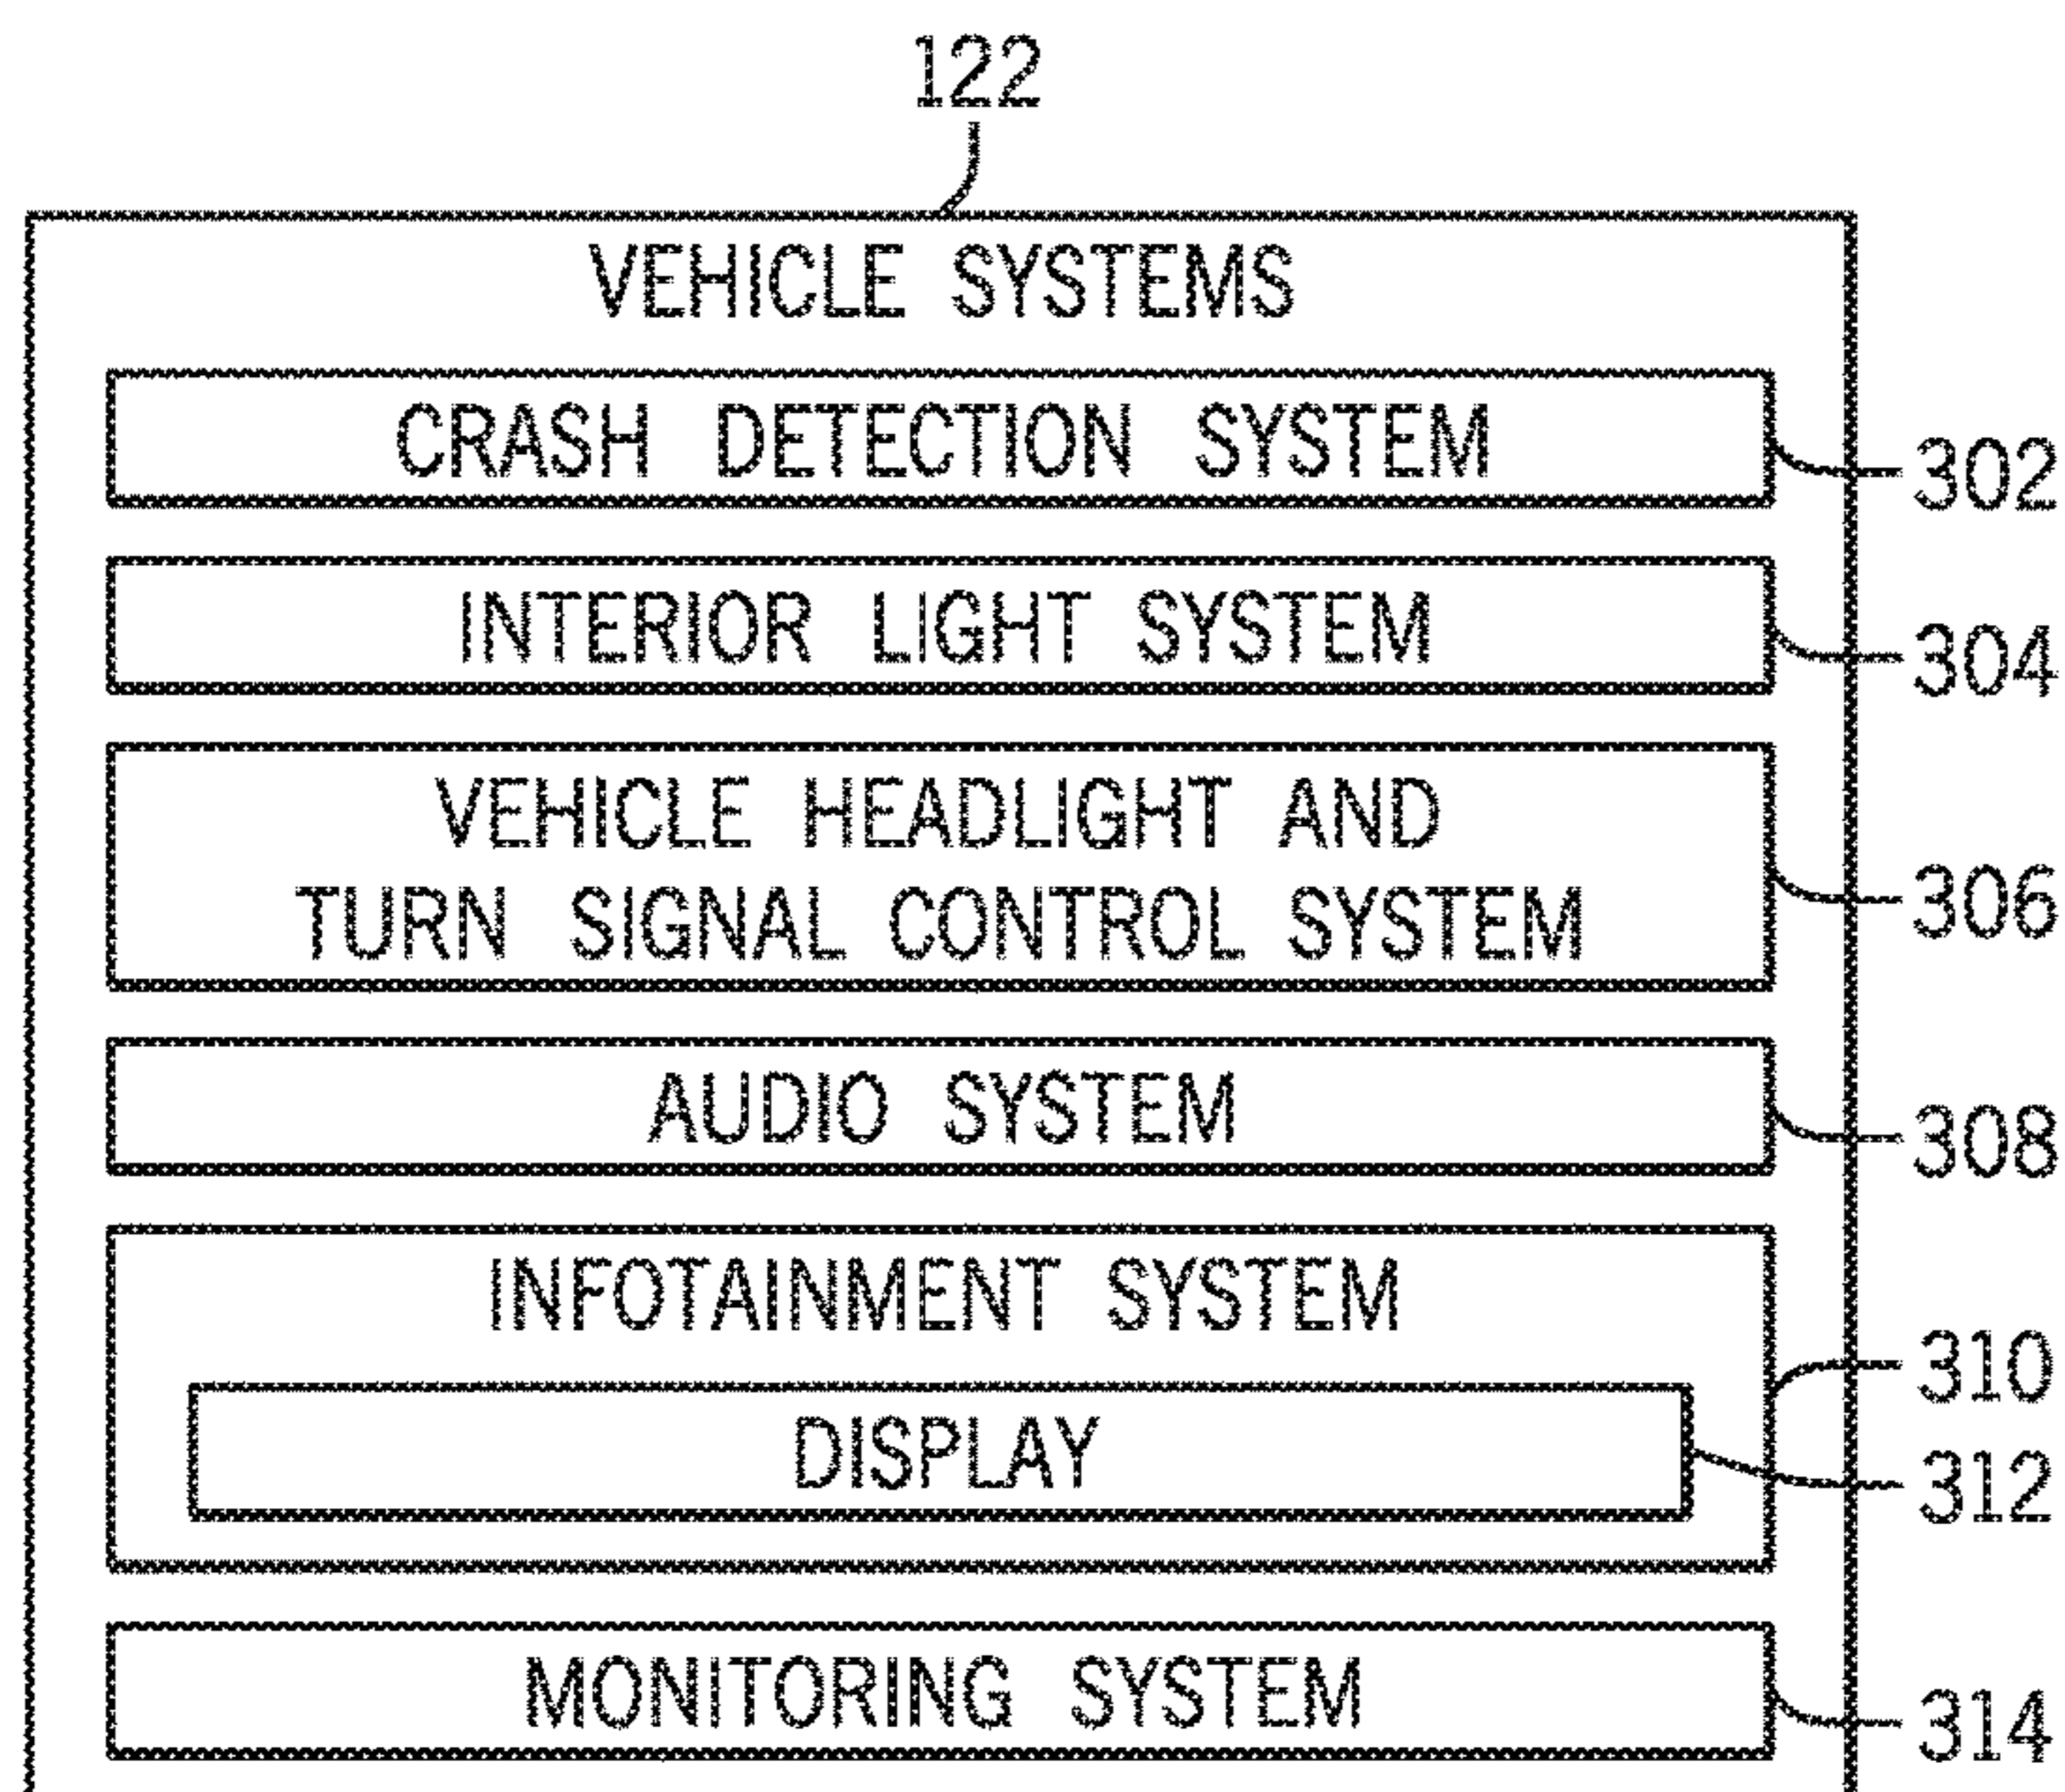 122
VEHICLE SYSTEMS
CRASH DETECTION SYSTEM
302
INTERIOR LIGHT SYSTEM
304
VEHICLE HEADLIGHT AND
TURN SIGNAL CONTROL SYSTEM
306
AUDIO SYSTEM
308
INFOTAINMENT SYSTEM
310
DISPLAY
312
MONITORING SYSTEM
314